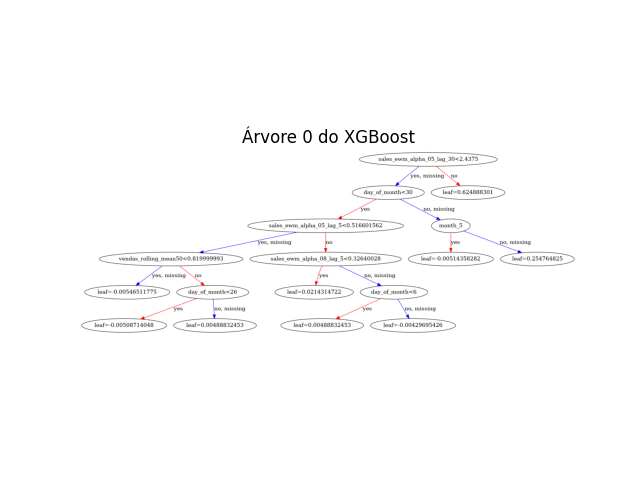 Árvore 0 do XGBoost
sales_ewm_alpha_05_lag_30<2.4375
yes, missing
no
day_of_month<30
leaf=0.624888301
yes
no, missing
sales_ewm_alpha_05_lag_5<0.516601562
month_5
yes, missing
no
yes
no, missing
vendas_rolling_mean50<0.819999993
sales_ewm_alpha_08_lag_5<0.32640028
leaf=-0.00514358282
leaf=0.254764825
yes, missing
no
yes
no, missing
leaf=-0.00546511775
day_of_month<26
leaf=0.0214314722
day_of_month<6
yes
no, missing
yes
no, missing
leaf=-0.00508714048
leaf=0.00488832453
leaf=0.00488832453
leaf=-0.00429695426